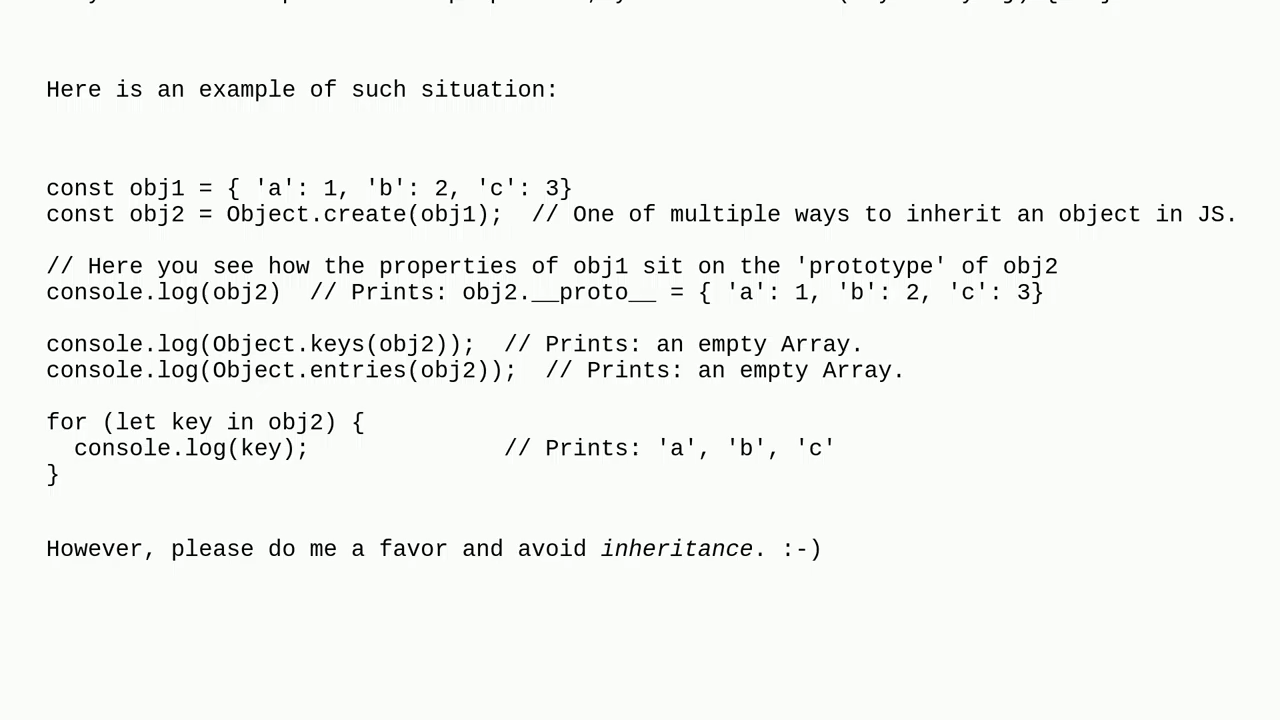 Here is an example of such situation:
const obj1 = { 'a': 1, 'b': 2, 'c': 3}
const obj2 = Object.create(obj1);  // One of multiple ways to inherit an object in JS.
// Here you see how the properties of obj1 sit on the 'prototype' of obj2
console.log(obj2)  // Prints: obj2.__proto__ = { 'a': 1, 'b': 2, 'c': 3}
console.log(Object.keys(obj2));  // Prints: an empty Array.
console.log(Object.entries(obj2));  // Prints: an empty Array.
for (let key in obj2) {
  console.log(key);              // Prints: 'a', 'b', 'c'
}
However, please do me a favor and avoid inheritance. :-)